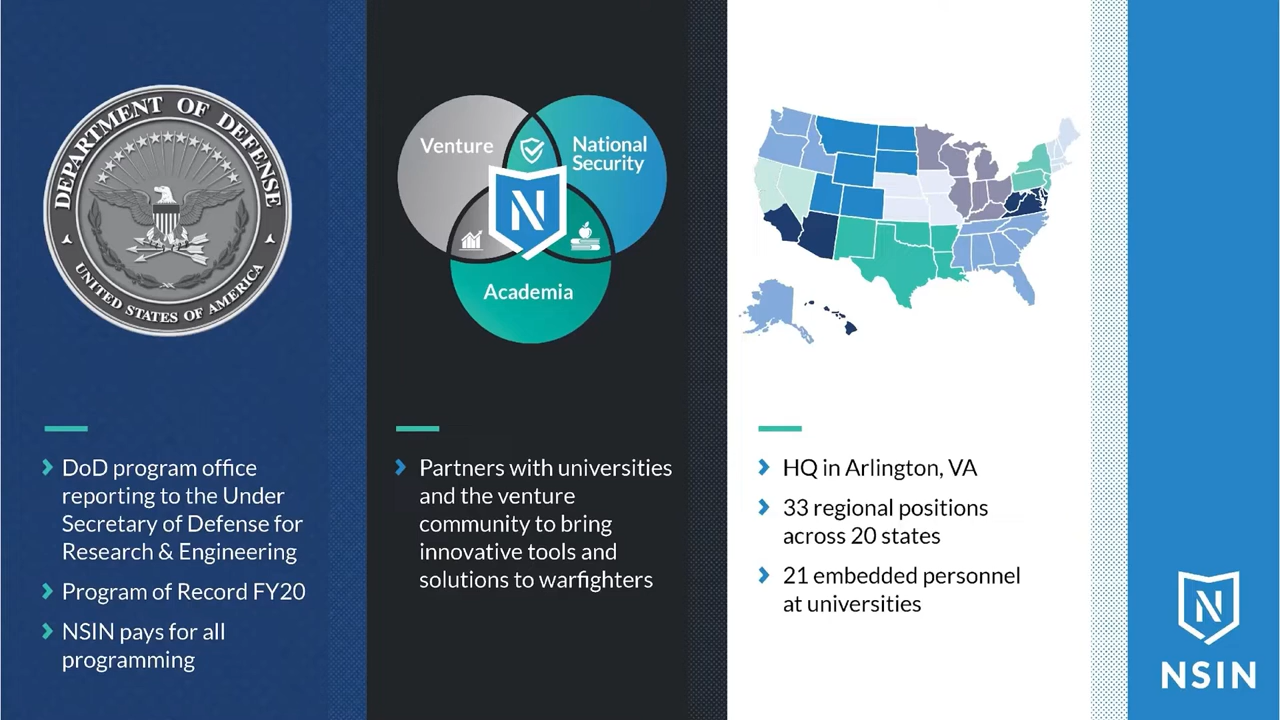 DEPARTMENT OF DEFENSE
UNITED STATES OF AMERICA
DoD program office
reporting to the Under
Secretary of Defense for
Research & Engineering
Program of Record FY20
NSIN pays for all
programming
Venture
National
Security
N
Academia
Partners with universities
and the venture
community to bring
innovative tools and
solutions to warfighters
HQ in Arlington, VA
33 regional positions
across 20 states
21 embedded personnel
at universities
N
NSIN